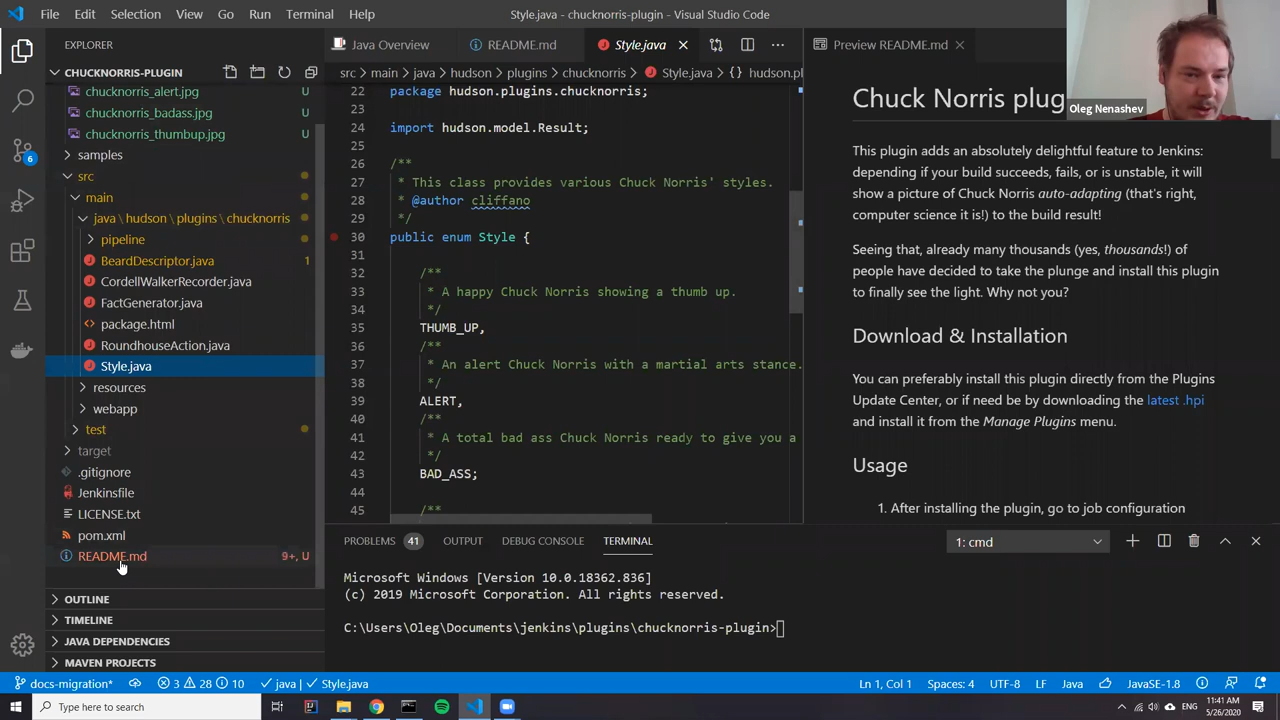 File Edit Selection View Go Run Terminal Help
Style.java - chucknorris-plugin - Visual Studio Code
EXPLORER
CHUCKNORRIS-PLUGIN
chucknorris_alert.jpg U
chucknorris_badass.jpg U
chucknorris_thumbup.jpg U
samples
src
main
java \ hudson \ plugins \ chucknorris
pipeline
BeardDescriptor.java 1
CordellWalkerRecorder.java
FactGenerator.java
package.html
RoundhouseAction.java
Style.java
resources
webapp
test
target
.gitignore
Jenkinsfile
LICENSE.txt
pom.xml
README.md 9+, U
OUTLINE
TIMELINE
JAVA DEPENDENCIES
MAVEN PROJECTS
6
Java Overview README.md Style.java
src > main > java > hudson > plugins > chucknorris > Style.java > {} hudson.pl
22 package hudson.plugins.chucknorris;
23
24 import hudson.model.Result;
25
26 /**
27 * This class provides various Chuck Norris' styles.
28 * @author cliffano
29 */
30 public enum Style {
31
32 /**
33 * A happy Chuck Norris showing a thumb up.
34 */
35 THUMB_UP,
36 /**
37 * An alert Chuck Norris with a martial arts stance.
38 */
39 ALERT,
40 /**
41 * A total bad ass Chuck Norris ready to give you a
42 */
43 BAD_ASS;
44
45 /**
Preview README.md
Oleg Nenashev
Chuck Norris plug
This plugin adds an absolutely delightful feature to Jenkins:
depending if your build succeeds, fails, or is unstable, it will
show a picture of Chuck Norris auto-adapting (that's right,
computer science it is!) to the build result!
Seeing that, already many thousands (yes, thousands!) of
people have decided to take the plunge and install this plugin
to finally see the light. Why not you?
Download & Installation
You can preferably install this plugin directly from the Plugins
Update Center, or if need be by downloading the latest .hpi
and install it from the Manage Plugins menu.
Usage
1. After installing the plugin, go to job configuration
PROBLEMS 41 OUTPUT DEBUG CONSOLE TERMINAL 1: cmd
Microsoft Windows [Version 10.0.18362.836]
(c) 2019 Microsoft Corporation. All rights reserved.
C:\Users\Oleg\Documents\jenkins\plugins\chucknorris-plugin>
docs-migration* 3 28 10 java | Style.java Ln 1, Col 1 Spaces: 4 UTF-8 LF Java JavaSE-1.8
Type here to search
ENG 11:41 AM
5/26/2020